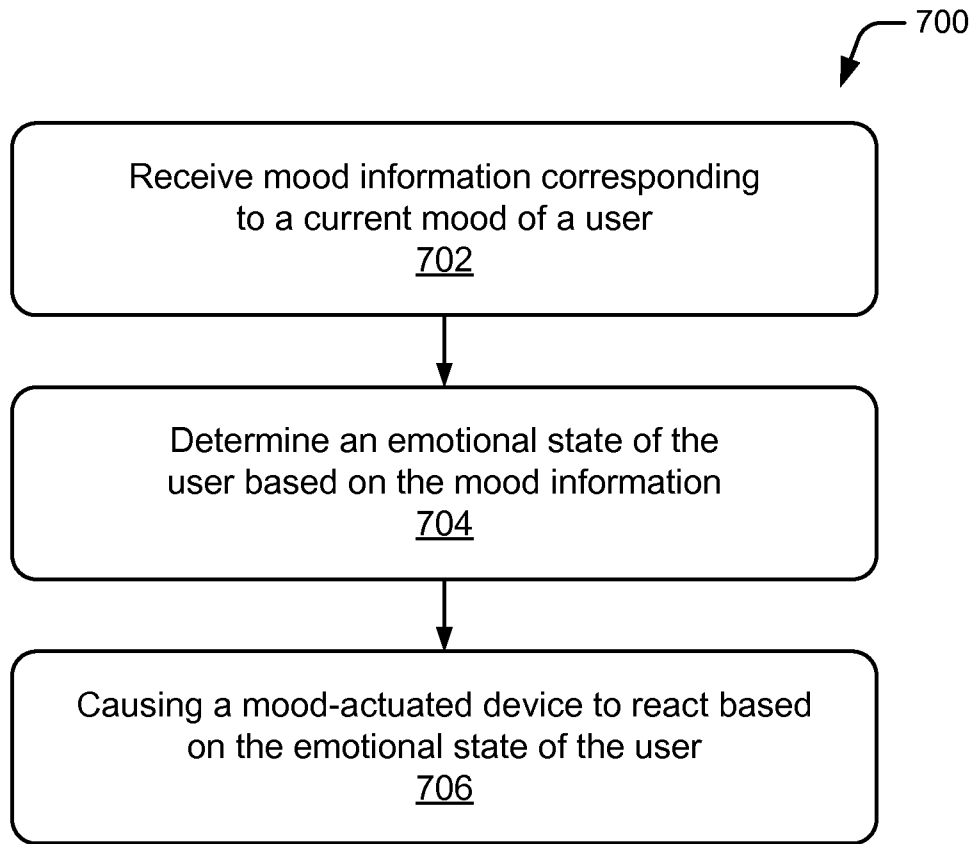 700
Receive mood information corresponding
to a current mood of a user
702
Determine an emotional state of the
user based on the mood information
704
Causing a mood-actuated device to react based
on the emotional state of the user
706